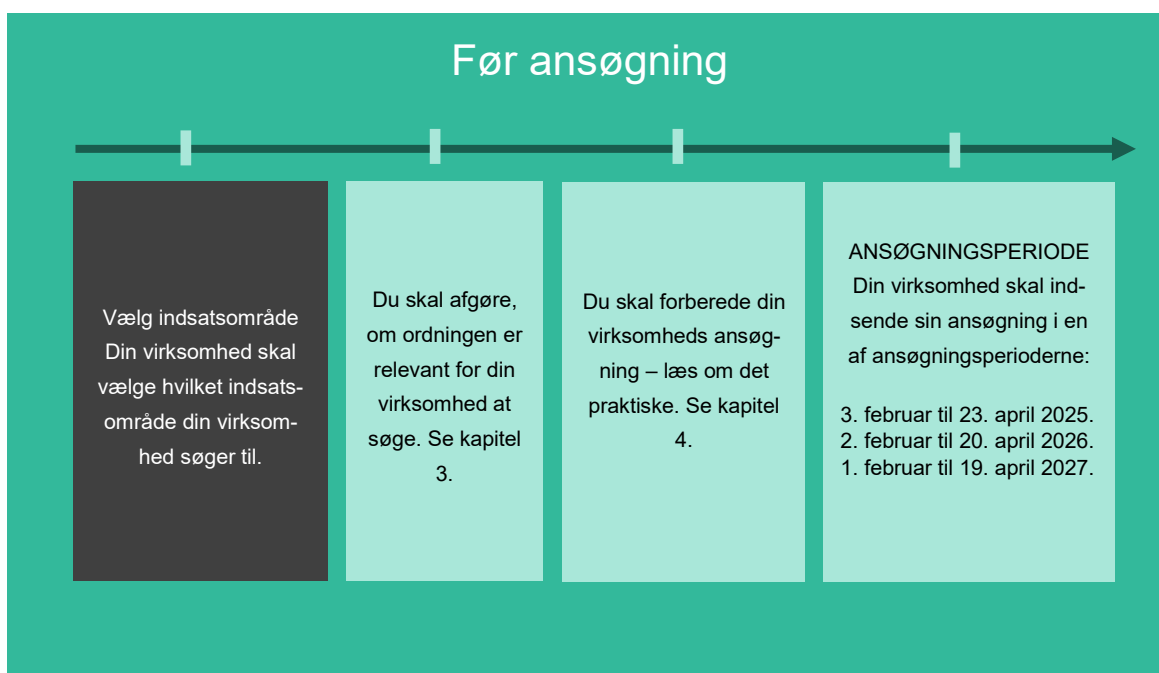 Før ansøgning
Vælg indsatsområde
Din virksomhed skal
vælge hvilket indsats-
område din virksom-
hed søger til.
Du skal afgøre,
om ordningen er
relevant for din
virksomhed at
søge. Se kapitel
3.
Du skal forberede din
virksomheds ansøg-
ning – læs om det
praktiske. Se kapitel
4.
ANSØGNINGSPERIODE
Din virksomhed skal ind-
sende sin ansøgning i en
af ansøgningsperioderne:
3. februar til 23. april 2025.
2. februar til 20. april 2026.
1. februar til 19. april 2027.